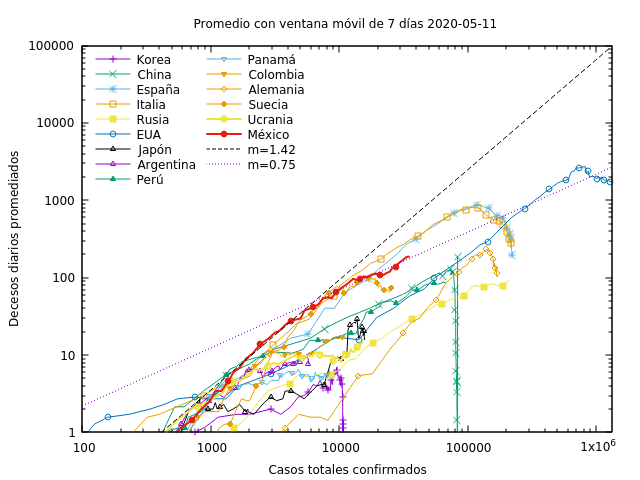 Promedio con ventana móvil de 7 días 2020-05-11
100000
10000
1000
100
10
1
Decesos diarios promediados
Korea
China
España
Italia
Rusia
EUA
Japón
Argentina
Perú
Panamá
Colombia
Alemania
Suecia
Ucrania
México
m=1.42
m=0.75
100 1000 10000 100000 1x10⁶
Casos totales confirmados